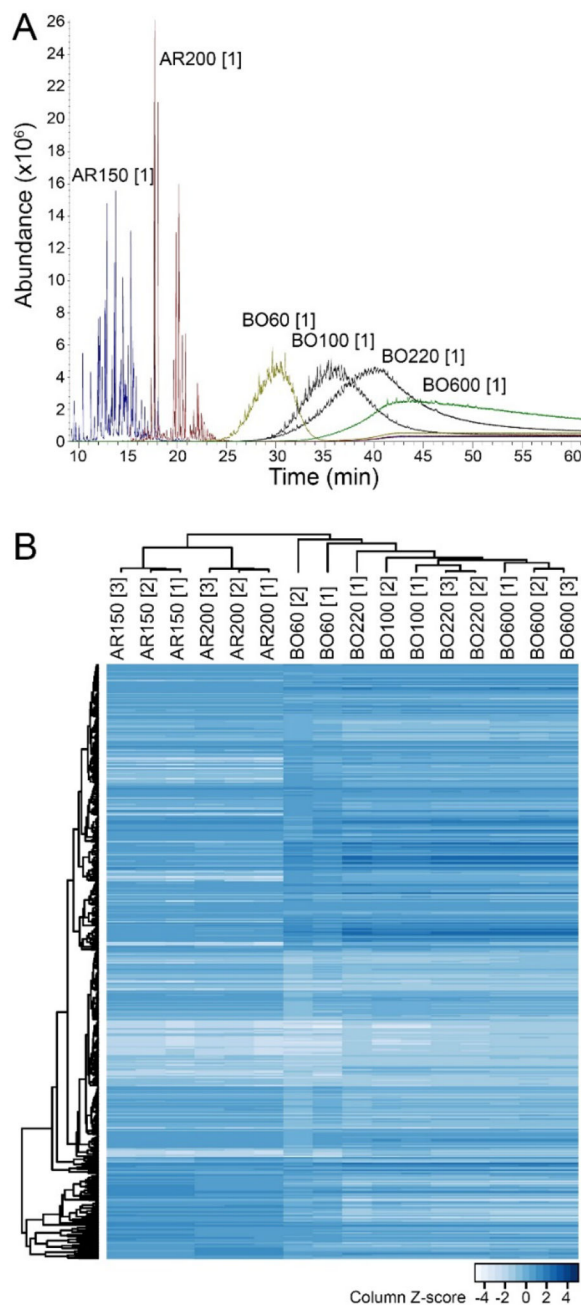 A
26
24
22
20
18
16
14
12
10
8
6
4
2
0
Abundance (x10⁶)
AR200 [1]
AR150 [1]
BO60 [1]
BO100 [1]
BO220 [1]
BO600 [1]
10 15 20 25 30 35 40 45 50 55 60
Time (min)
B
AR150 [3]
AR150 [2]
AR150 [1]
AR200 [3]
AR200 [2]
AR200 [1]
BO60 [2]
BO60 [1]
BO220 [1]
BO100 [2]
BO100 [1]
BO220 [3]
BO220 [2]
BO600 [1]
BO600 [2]
BO600 [3]
Column Z-score -4 -2 0 2 4